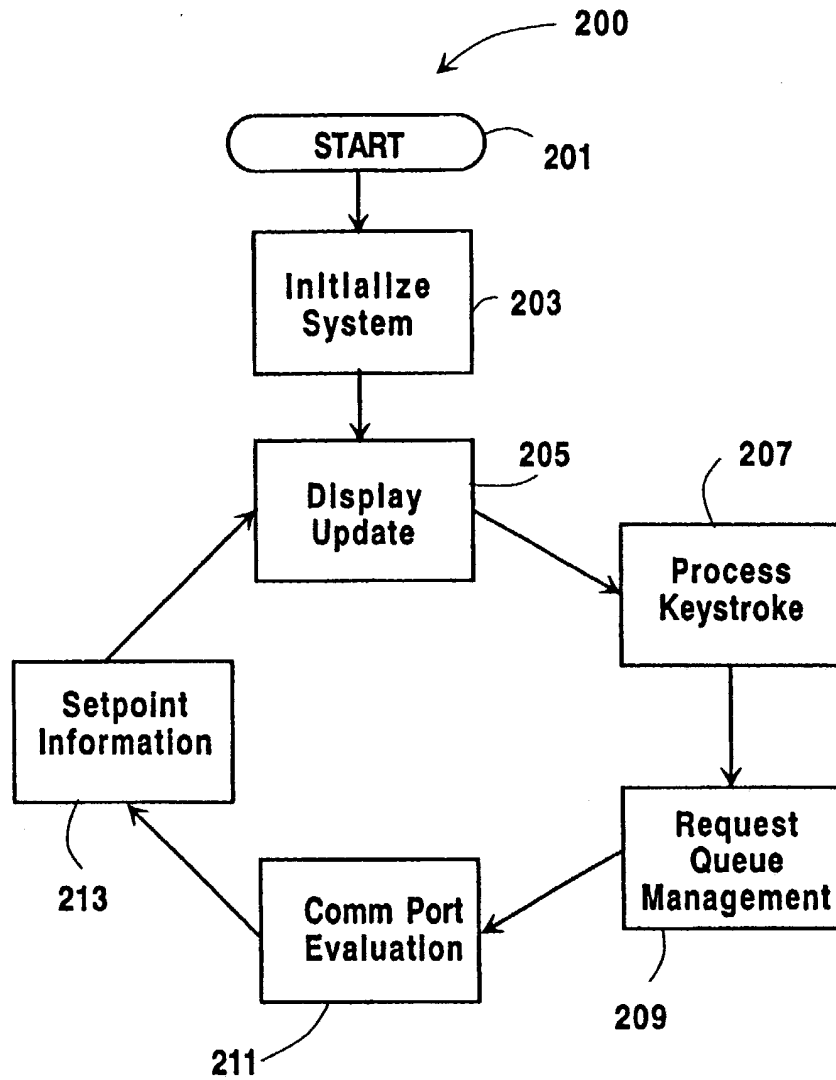 200
START
201
Initialize
System
203
Display
Update
205
207
Process
Keystroke
Setpoint
Information
213
Request
Queue
Management
209
Comm Port
Evaluation
211